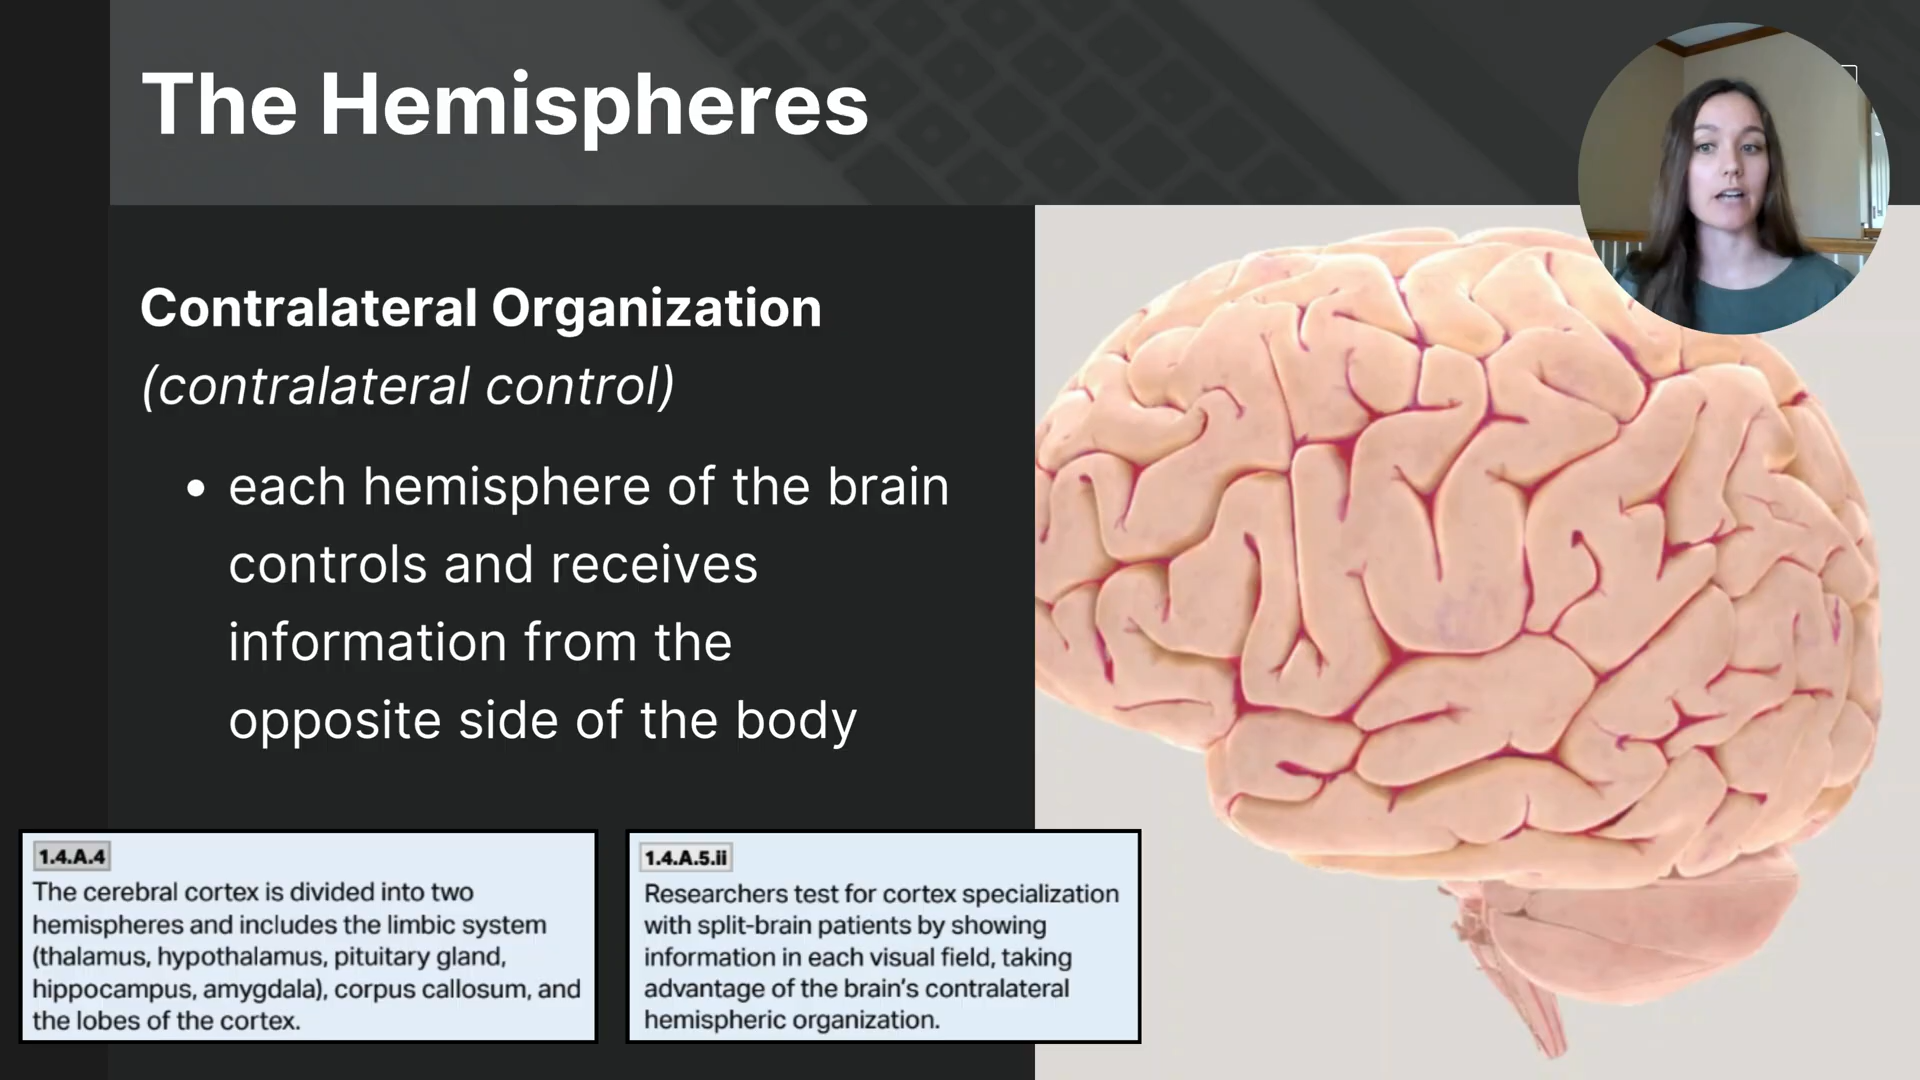 The Hemispheres
Contralateral Organization
(contralateral control)
• each hemisphere of the brain
controls and receives
information from the
opposite side of the body
1.4.A.4
The cerebral cortex is divided into two
hemispheres and includes the limbic system
(thalamus, hypothalamus, pituitary gland,
hippocampus, amygdala), corpus callosum, and
the lobes of the cortex.
1.4.A.5.ii
Researchers test for cortex specialization
with split-brain patients by showing
information in each visual field, taking
advantage of the brain's contralateral
hemispheric organization.